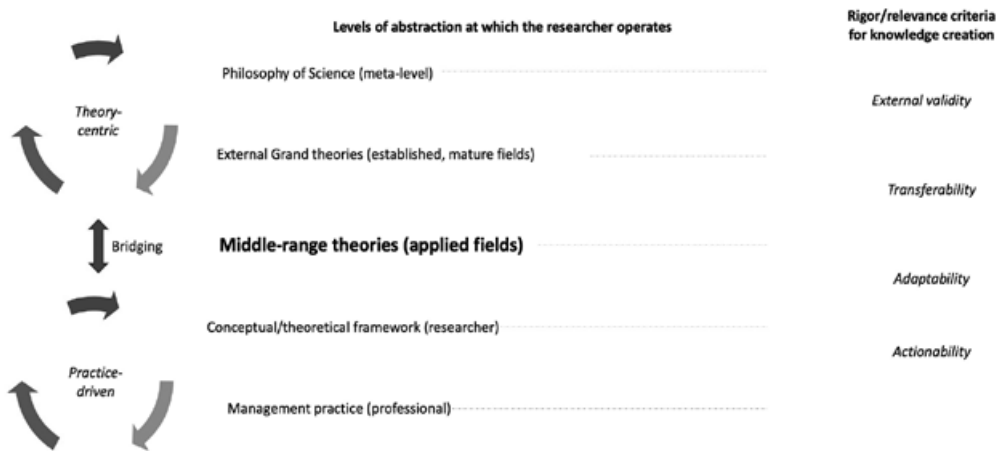 Levels of abstraction at which the researcher operates
Rigor/relevance criteria
for knowledge creation
Philosophy of Science (meta-level)
External validity
Theory-
centric
External Grand theories (established, mature fields)
Transferability
Bridging
Middle-range theories (applied fields)
Adaptability
Conceptual/theoretical framework (researcher)
Actionability
Practice-
driven
Management practice (professional)